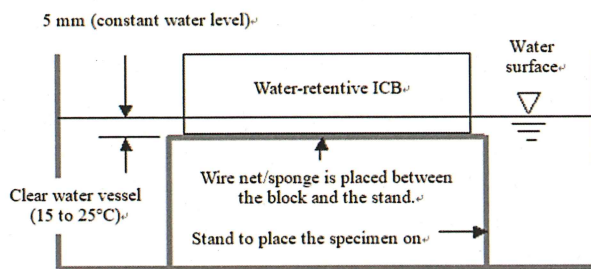 5 mm (constant water level)
Water
surface
Water-retentive ICB
Wire net/sponge is placed between
the block and the stand.
Clear water vessel
(15 to 25°C)
Stand to place the specimen on